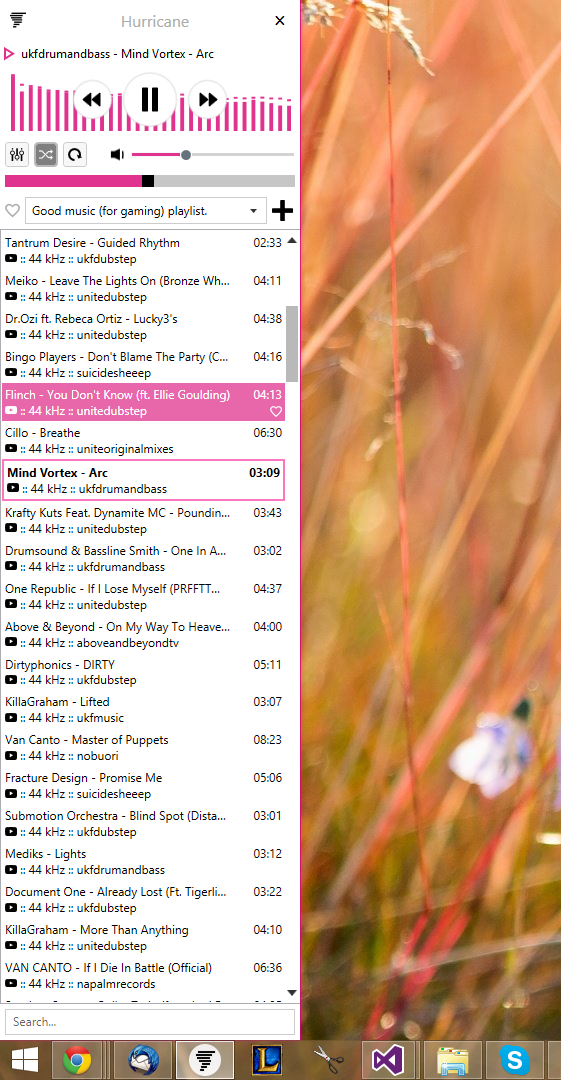 Hurricane
ukfdrumandbass - Mind Vortex - Arc
Good music (for gaming) playlist.
Tantrum Desire - Guided Rhythm 02:33
:: 44 kHz :: ukfdubstep
Meiko - Leave The Lights On (Bronze Wh... 04:11
:: 44 kHz :: unitedubstep
Dr.Ozi ft. Rebeca Ortiz - Lucky3's 04:38
:: 44 kHz :: unitedubstep
Bingo Players - Don't Blame The Party (C... 04:16
:: 44 kHz :: suicidesheeep
Flinch - You Don't Know (ft. Ellie Goulding) 04:13
:: 44 kHz :: unitedubstep
Cillo - Breathe 06:30
:: 44 kHz :: uniteoriginalmixes
Mind Vortex - Arc 03:09
:: 44 kHz :: ukfdrumandbass
Krafty Kuts Feat. Dynamite MC - Poundin... 03:43
:: 44 kHz :: unitedubstep
Drumsound & Bassline Smith - One In A... 03:02
:: 44 kHz :: ukfdrumandbass
One Republic - If I Lose Myself (PRFFTT... 04:37
:: 44 kHz :: unitedubstep
Above & Beyond - On My Way To Heave... 04:00
:: 44 kHz :: aboveandbeyondtv
Dirtyphonics - DIRTY 05:11
:: 44 kHz :: ukfdubstep
KillaGraham - Lifted 03:07
:: 44 kHz :: ukfmusic
Van Canto - Master of Puppets 08:23
:: 44 kHz :: nobuori
Fracture Design - Promise Me 05:06
:: 44 kHz :: suicidesheeep
Submotion Orchestra - Blind Spot (Dista... 03:01
:: 44 kHz :: ukfdubstep
Mediks - Lights 03:12
:: 44 kHz :: ukfdrumandbass
Document One - Already Lost (Ft. Tigerli... 03:22
:: 44 kHz :: ukfdubstep
KillaGraham - More Than Anything 04:10
:: 44 kHz :: unitedubstep
VAN CANTO - If I Die In Battle (Official) 06:36
:: 44 kHz :: napalmrecords
Search...